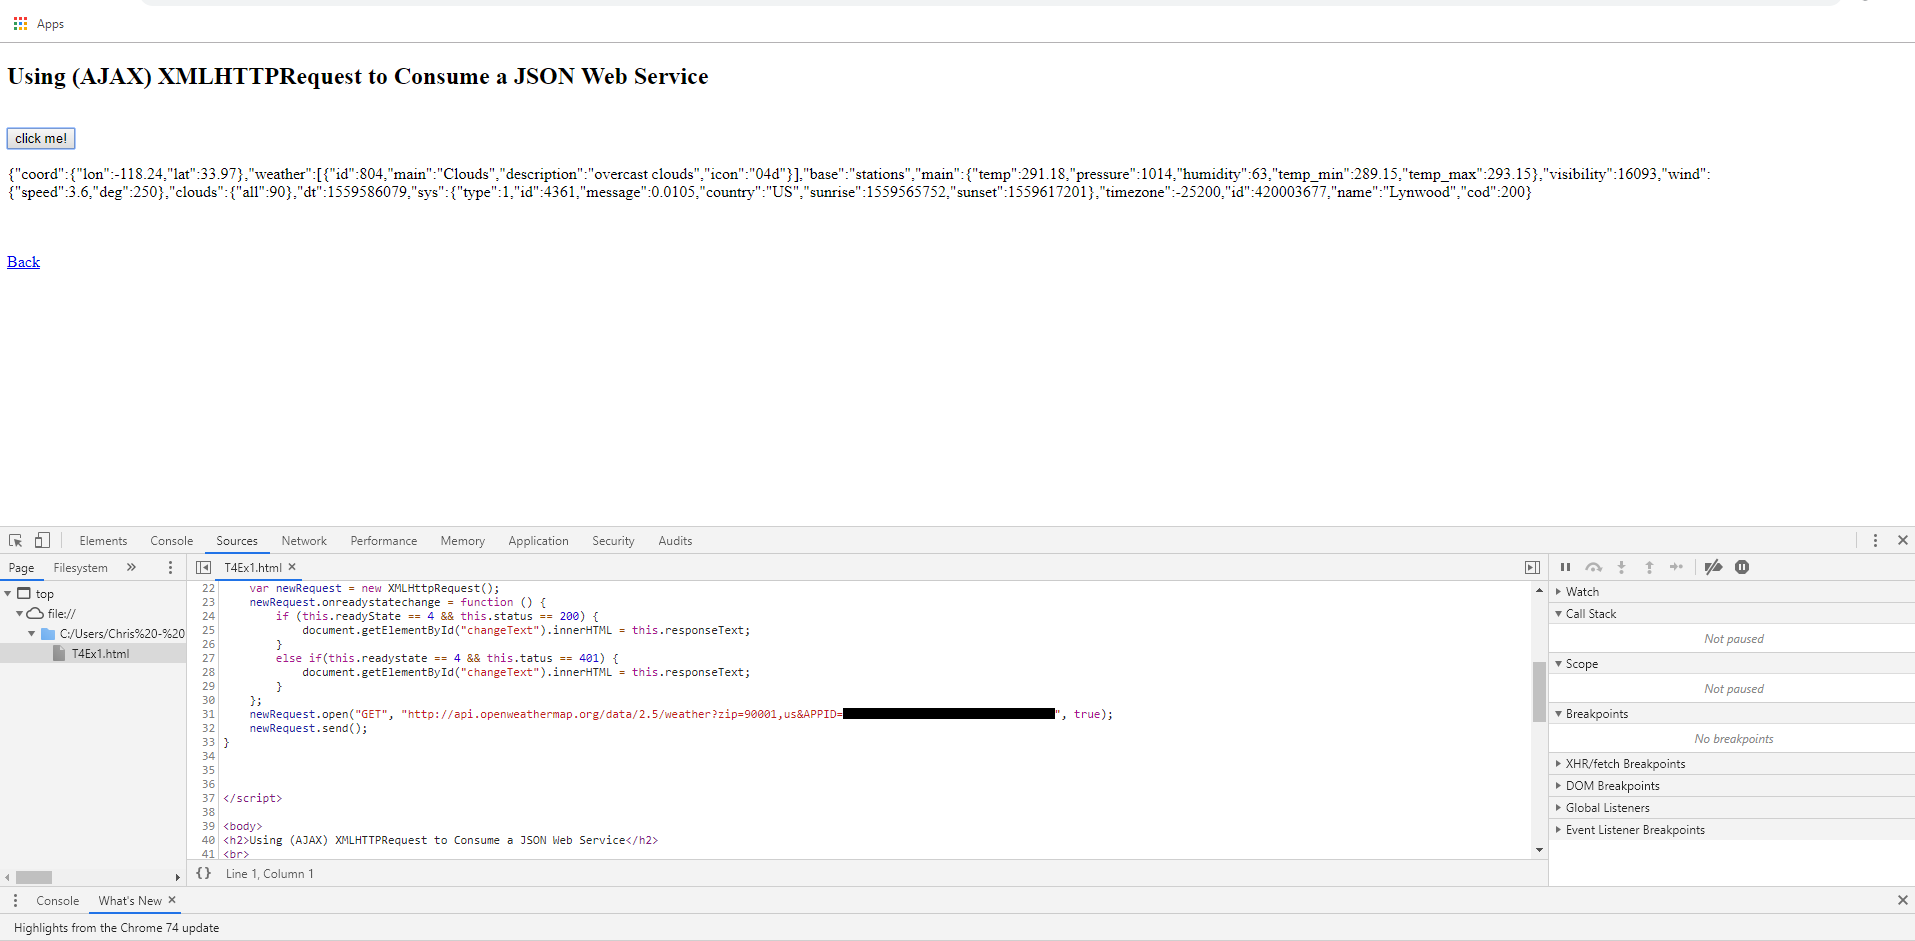 Apps
Using (AJAX) XMLHTTPRequest to Consume a JSON Web Service
click me!
{"coord":{"lon":-118.24,"lat":33.97},"weather":[{"id":804,"main":"Clouds","description":"overcast clouds","icon":"04d"}],"base":"stations","main":{"temp":291.18,"pressure":1014,"humidity":63,"temp_min":289.15,"temp_max":293.15},"visibility":16093,"wind":
{"speed":3.6,"deg":250},"clouds":{"all":90},"dt":1559586079,"sys":{"type":1,"id":4361,"message":0.0105,"country":"US","sunrise":1559565752,"sunset":1559617201},"timezone":-25200,"id":420003677,"name":"Lynwood","cod":200}
Back
Elements Console Sources Network Performance Memory Application Security Audits
Page Filesystem » T4Ex1.html ×
top
file://
C:/Users/Chris%20-%20
T4Ex1.html
22 var newRequest = new XMLHttpRequest();
23 newRequest.onreadystatechange = function () {
24 if (this.readyState == 4 && this.status == 200) {
25 document.getElementById("changeText").innerHTML = this.responseText;
26 }
27 else if(this.readystate == 4 && this.tatus == 401) {
28 document.getElementById("changeText").innerHTML = this.responseText;
29 }
30 };
31 newRequest.open("GET", "http://api.openweathermap.org/data/2.5/weather?zip=90001,us&APPID=", true);
32 newRequest.send();
33 }
34
35
36
37 </script>
38
39 <body>
40 <h2>Using (AJAX) XMLHTTPRequest to Consume a JSON Web Service</h2>
41 <br>
{} Line 1, Column 1
Watch
Call Stack
Not paused
Scope
Not paused
Breakpoints
No breakpoints
XHR/fetch Breakpoints
DOM Breakpoints
Global Listeners
Event Listener Breakpoints
Console What's New ×
Highlights from the Chrome 74 update